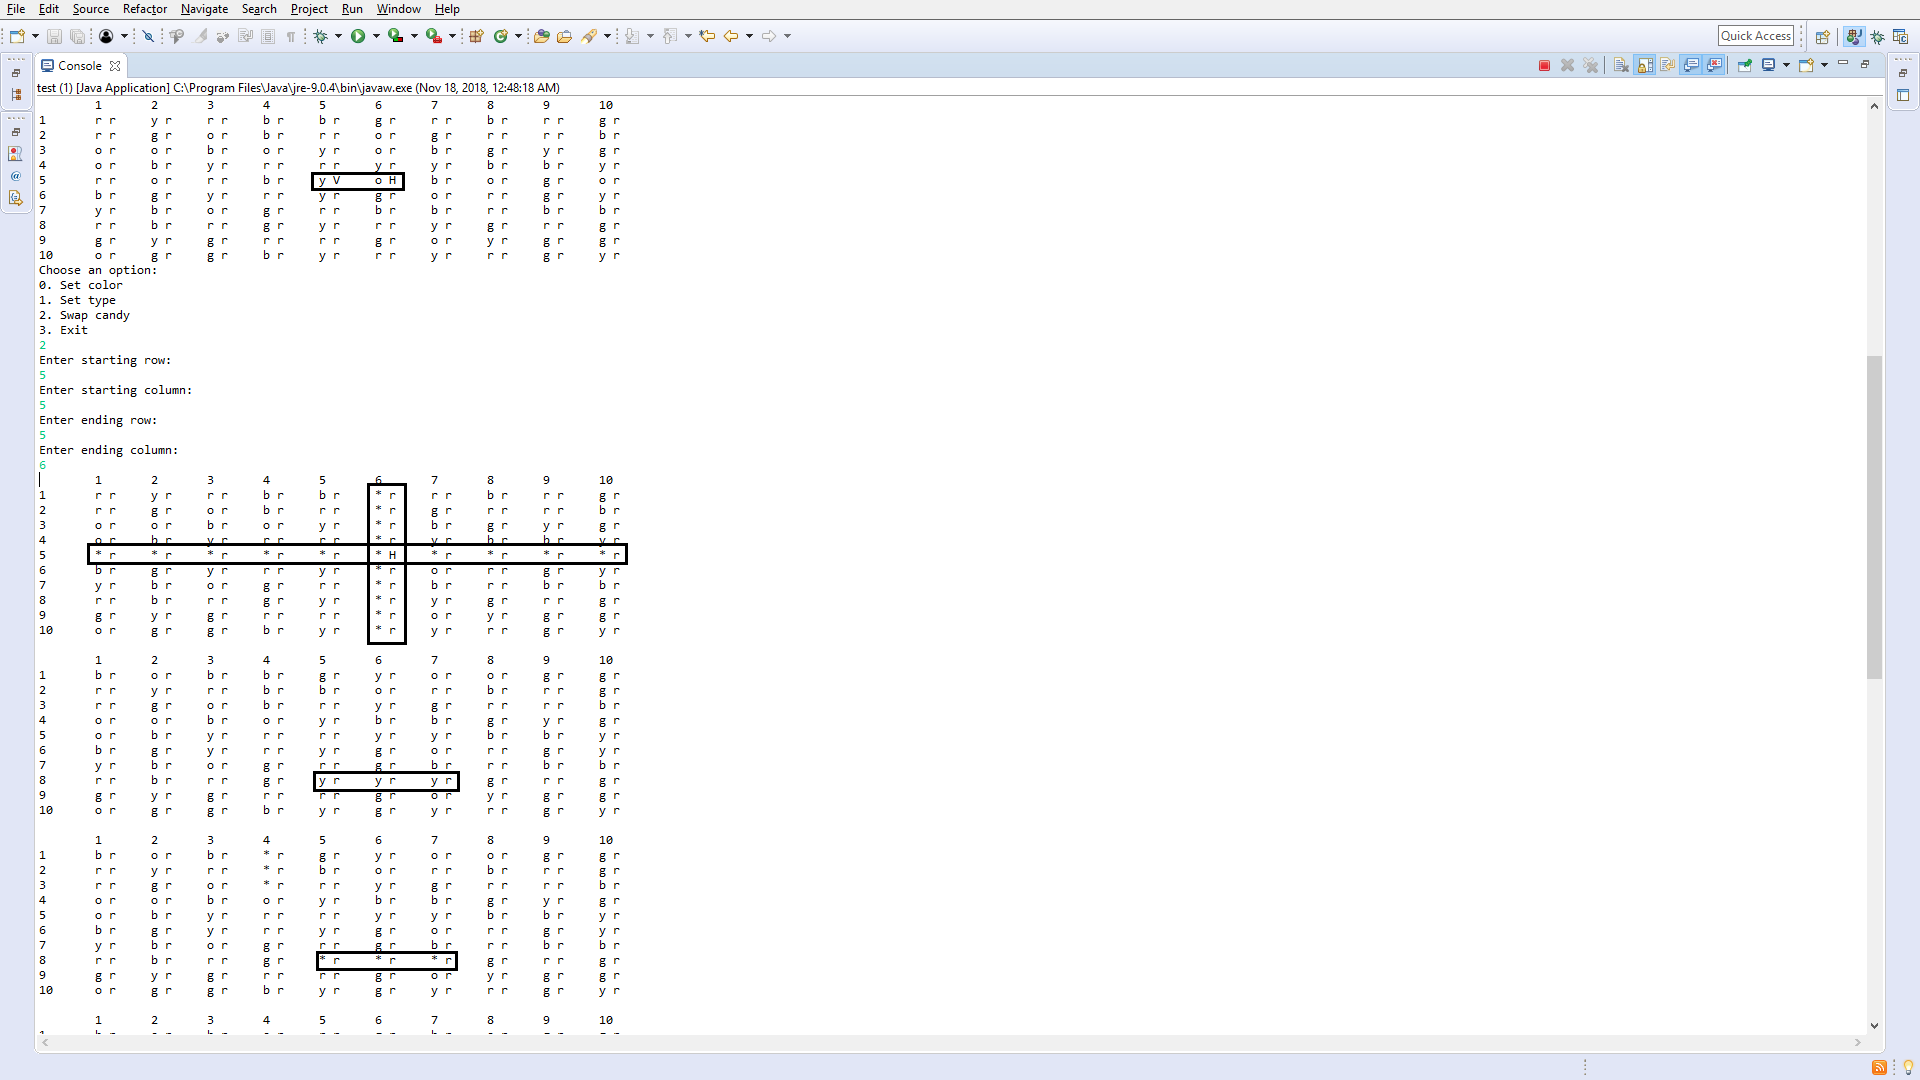 File Edit Source Refactor Navigate Search Project Run Window Help
Quick Access
Console
test (1) [Java Application] C:\Program Files\Java\jre-9.0.4\bin\javaw.exe (Nov 18, 2018, 12:48:18 AM)
1 2 3 4 5 6 7 8 9 10
1 r r y r r r b r b r g r r r b r r r g r
2 r r g r o r b r r r o r g r r r r r b r
3 o r o r b r o r y r o r b r g r y r g r
4 o r b r y r r r r r y r y r b r b r y r
5 r r o r r r b r y V o H b r o r g r o r
6 b r g r y r r r y r g r o r r r g r y r
7 y r b r o r g r r r b r b r r r b r b r
8 r r b r r r g r y r r r y r g r r r g r
9 g r y r g r r r r r g r o r y r g r g r
10 o r g r g r b r y r r r y r r r g r y r
Choose an option:
0. Set color
1. Set type
2. Swap candy
3. Exit
2
Enter starting row:
5
Enter starting column:
5
Enter ending row:
5
Enter ending column:
6
1 2 3 4 5 6 7 8 9 10
1 r r y r r r b r b r * r r r b r r r g r
2 r r g r o r b r r r * r g r r r r r b r
3 o r o r b r o r y r * r b r g r y r g r
4 o r b r y r r r r r * r y r b r b r y r
5 * r * r * r * r * r * H * r * r * r * r
6 b r g r y r r r y r * r o r r r g r y r
7 y r b r o r g r r r * r b r r r b r b r
8 r r b r r r g r y r * r y r g r r r g r
9 g r y r g r r r r r * r o r y r g r g r
10 o r g r g r b r y r * r y r r r g r y r
1 2 3 4 5 6 7 8 9 10
1 b r o r b r b r g r y r o r o r g r g r
2 r r y r r r b r b r o r r r b r r r g r
3 r r g r o r b r r r y r g r r r r r b r
4 o r o r b r o r y r b r b r g r y r g r
5 o r b r y r r r r r y r y r b r b r y r
6 b r g r y r r r y r g r o r r r g r y r
7 y r b r o r g r r r g r b r r r b r b r
8 r r b r r r g r y r y r y r g r r r g r
9 g r y r g r r r r r g r o r y r g r g r
10 o r g r g r b r y r g r y r r r g r y r
1 2 3 4 5 6 7 8 9 10
1 b r o r b r * r g r y r o r o r g r g r
2 r r y r r r * r b r o r r r b r r r g r
3 r r g r o r * r r r y r g r r r r r b r
4 o r o r b r o r y r b r b r g r y r g r
5 o r b r y r r r r r y r y r b r b r y r
6 b r g r y r r r y r g r o r r r g r y r
7 y r b r o r g r r r g r b r r r b r b r
8 r r b r r r g r * r * r * r g r r r g r
9 g r y r g r r r r r g r o r y r g r g r
10 o r g r g r b r y r g r y r r r g r y r
1 2 3 4 5 6 7 8 9 10